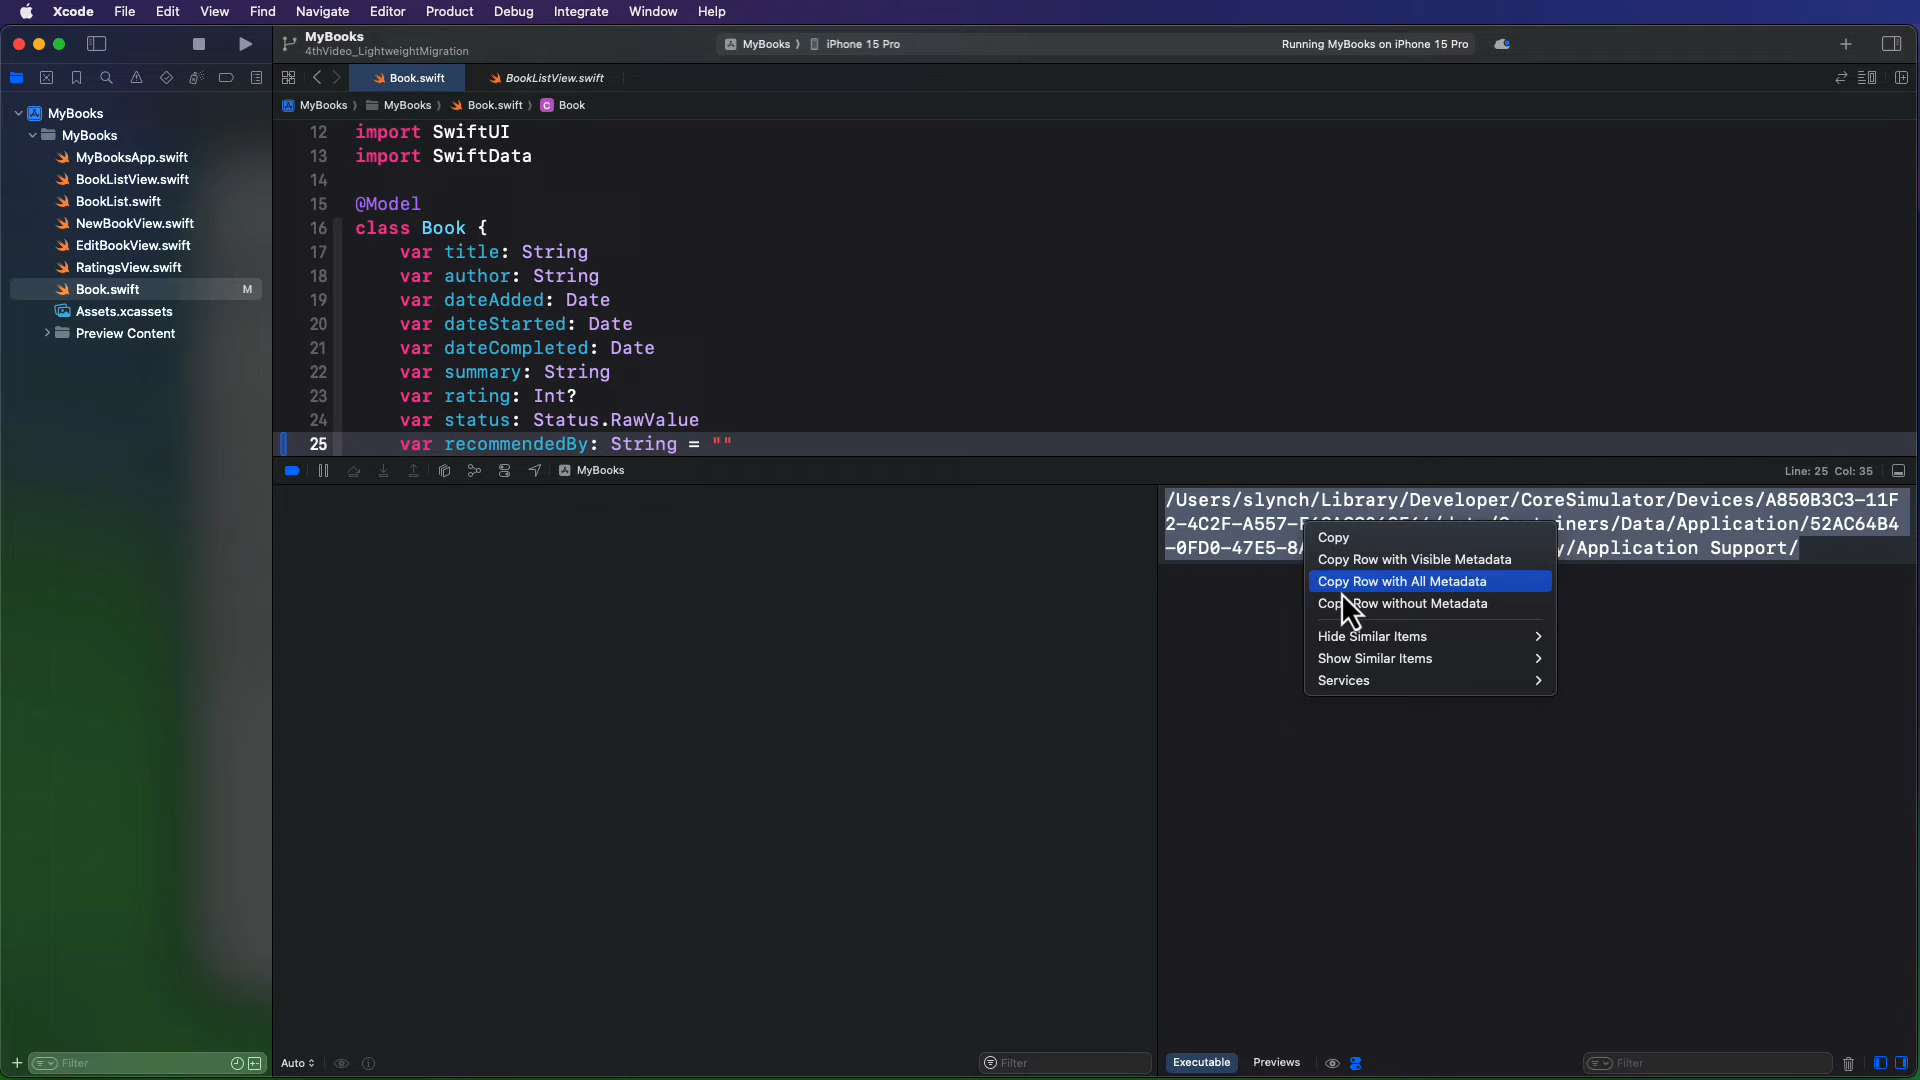 Xcode File Edit View Find Navigate Editor Product Debug Integrate Window Help
MyBooks
4thVideo_LightweightMigration
MyBooks iPhone 15 Pro
Running MyBooks on iPhone 15 Pro
Book.swift BookListView.swift
MyBooks MyBooks Book.swift C Book
MyBooks
MyBooks
MyBooksApp.swift
BookListView.swift
BookList.swift
NewBookView.swift
EditBookView.swift
RatingsView.swift
Book.swift M
Assets.xcassets
Preview Content
12 import SwiftUI
13 import SwiftData
14
15 @Model
16 class Book {
17 var title: String
18 var author: String
19 var dateAdded: Date
20 var dateStarted: Date
21 var dateCompleted: Date
22 var summary: String
23 var rating: Int?
24 var status: Status.RawValue
25 var recommendedBy: String = ""
MyBooks
Line: 25 Col: 35
/Users/slynch/Library/Developer/CoreSimulator/Devices/A850B3C3-11F
2-4C2F-A557- /Data/Application/52AC64B4
-0FD0-47E5- /Application Support/
Copy
Copy Row with Visible Metadata
Copy Row with All Metadata
Copy Row without Metadata
Hide Similar Items
Show Similar Items
Services
Filter
Auto
Filter
Executable Previews
Filter